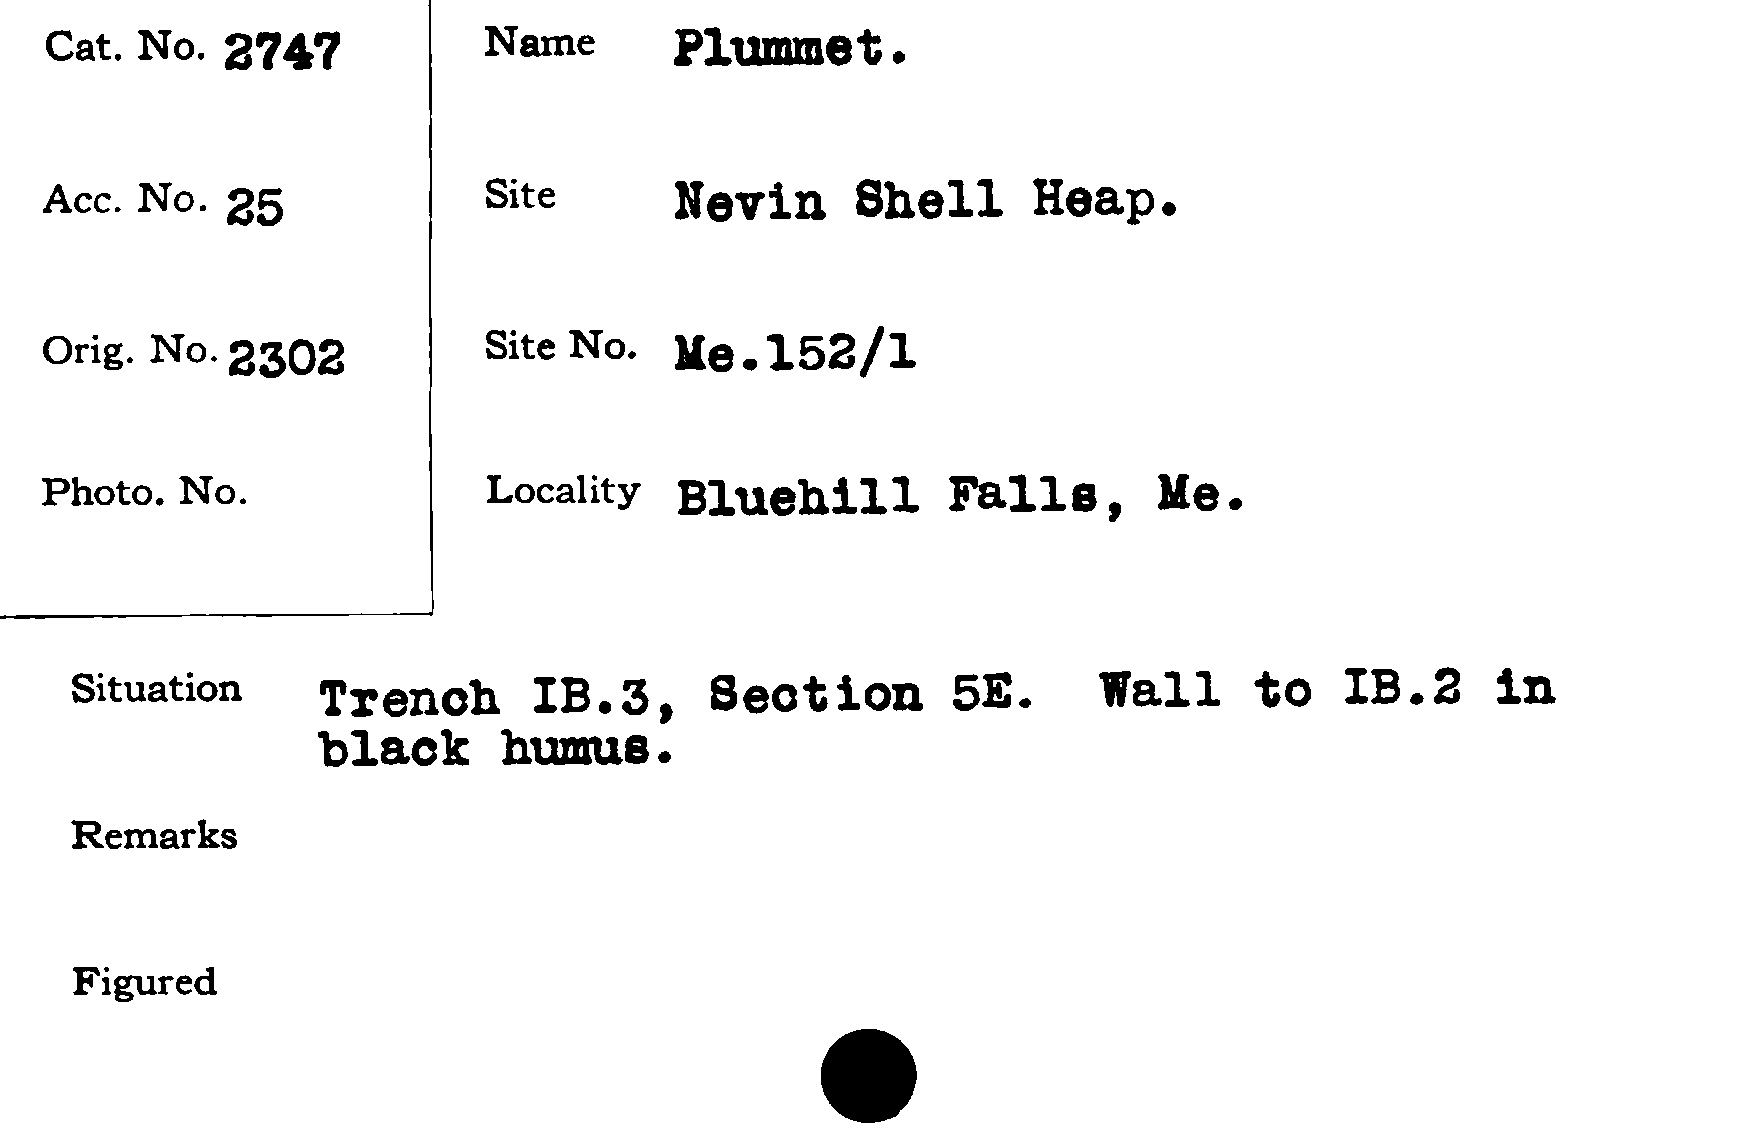 Cat. No. 2747
Acc. No. 25
Orig. No. 2302
Photo. No.
Name Plummet.
Site Nevin Shell Heap.
Site No. Me.152/1
Locality Bluehill Falls, Me.
Situation Trench IB.3, Section 5E. Wall to IB.2 in
black humus.
Remarks
Figured